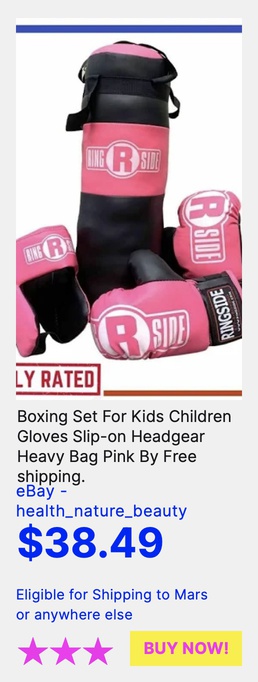 RING R SIDE
RING R
R SIDE
R SIDE
RINGSIDE
LY RATED
Boxing Set For Kids Children
Gloves Slip-on Headgear
Heavy Bag Pink By Free
shipping.
eBay -
health_nature_beauty
$38.49
Eligible for Shipping to Mars
or anywhere else
BUY NOW!